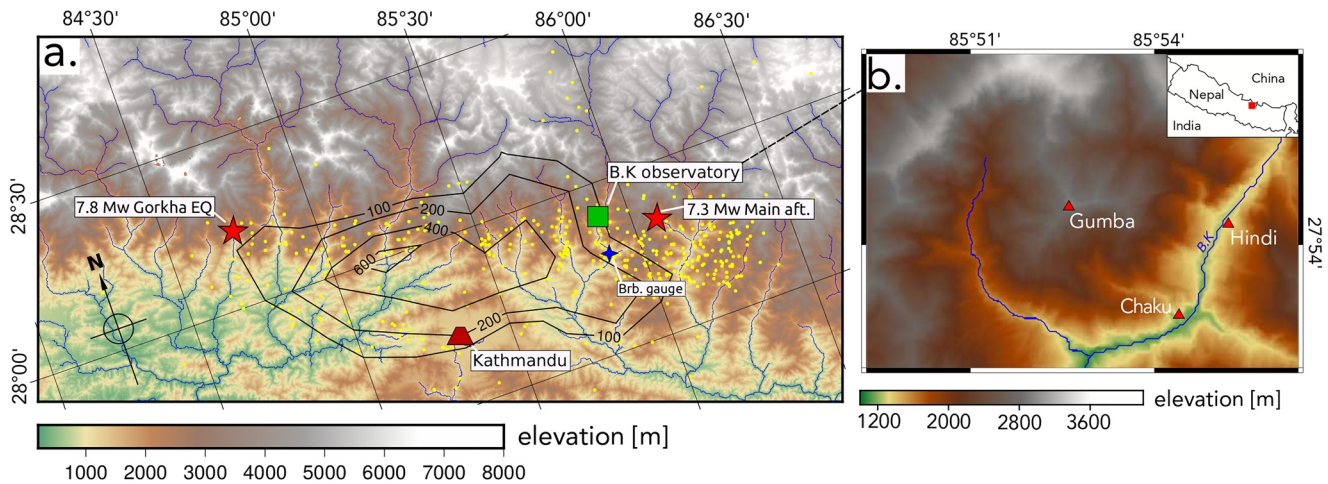 84°30' 85°00' 85°30' 86°00' 86°30'
a.
7.8 Mw Gorkha EQ
B.K observatory
7.3 Mw Main aft.
100
200
400
600
Brb. gauge
N
200
100
Kathmandu
28°30'
28°00'
elevation [m]
1000 2000 3000 4000 5000 6000 7000 8000
85°51' 85°54'
b.
China
Nepal
India
Gumba
B.K
Hindi
Chaku
27°54'
elevation [m]
1200 2000 2800 3600